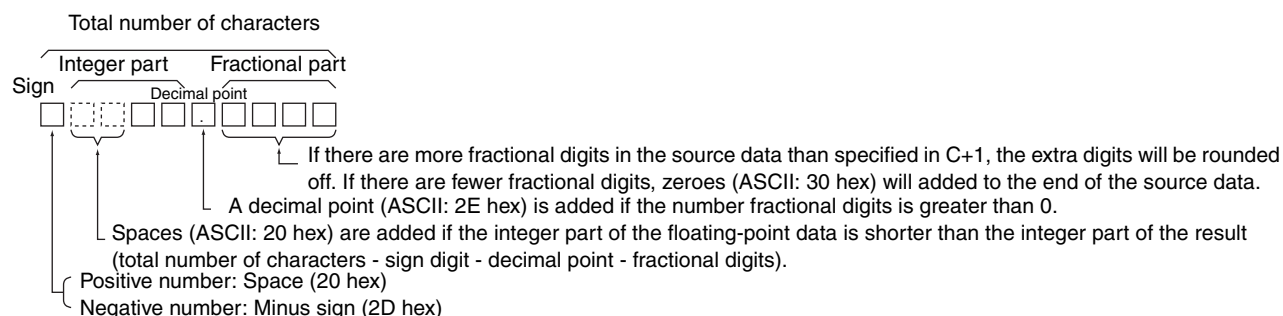 Total number of characters
Integer part Fractional part
Sign
Decimal point
.
If there are more fractional digits in the source data than specified in C+1, the extra digits will be rounded
off. If there are fewer fractional digits, zeroes (ASCII: 30 hex) will added to the end of the source data.
A decimal point (ASCII: 2E hex) is added if the number fractional digits is greater than 0.
Spaces (ASCII: 20 hex) are added if the integer part of the floating-point data is shorter than the integer part of the result
(total number of characters - sign digit - decimal point - fractional digits).
Positive number: Space (20 hex)
Negative number: Minus sign (2D hex)